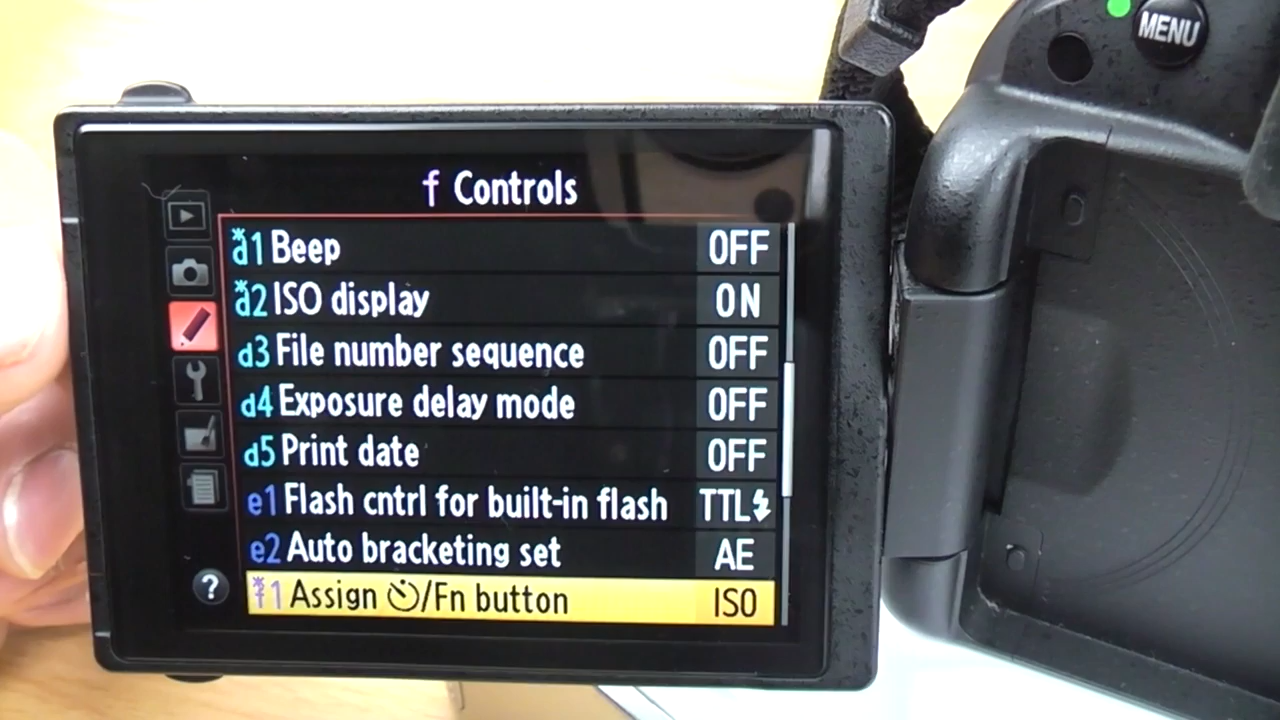 MENU
f Controls
*d1 Beep OFF
*d2 ISO display ON
d3 File number sequence OFF
d4 Exposure delay mode OFF
d5 Print date OFF
e1 Flash cntrl for built-in flash TTL⚡
e2 Auto bracketing set AE
? *f1 Assign /Fn button ISO